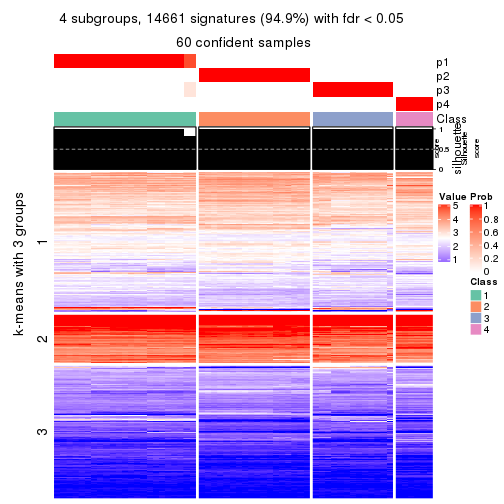 4 subgroups, 14661 signatures (94.9%) with fdr < 0.05
60 confident samples
p1
p2
p3
p4
Class
1
0.5
0
silhouette
Silhouette
score
score
k-means with 3 groups
1
2
3
Value
5
4
3
2
1
Prob
1
0.8
0.6
0.4
0.2
0
Class
1
2
3
4